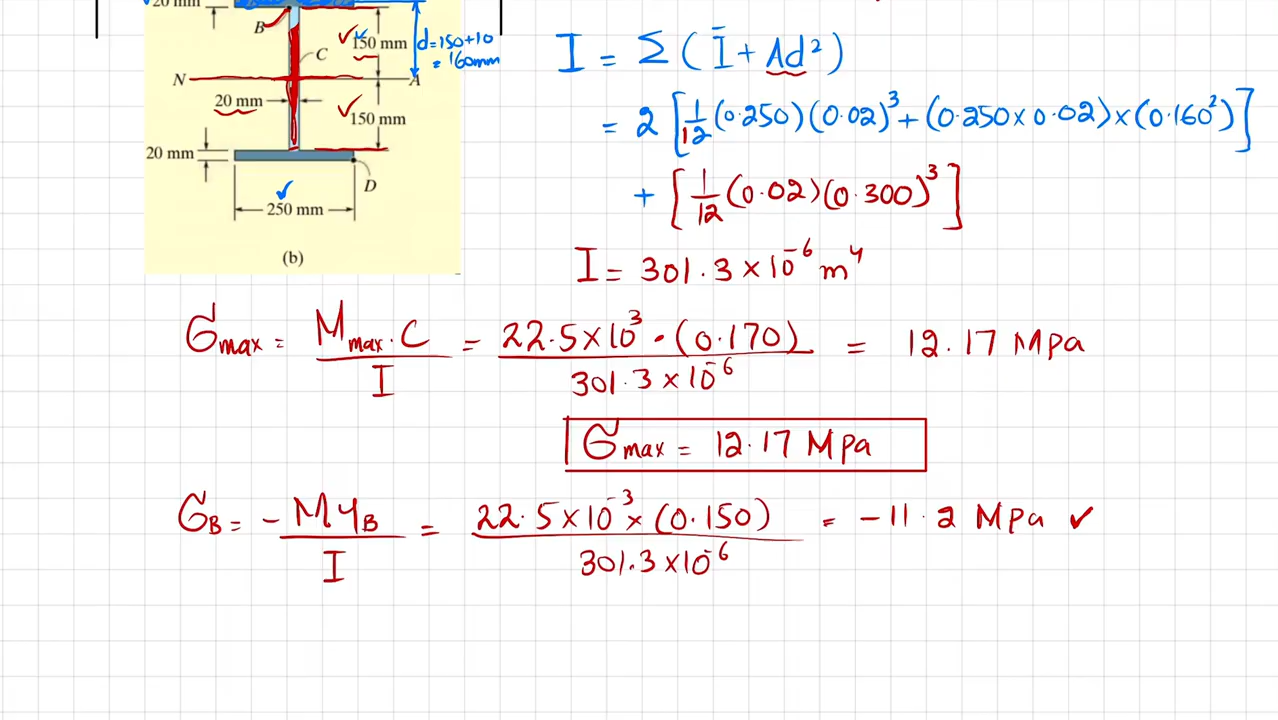 20 mm
B
150 mm
d=150+10
= 160mm
C
N
A
20 mm
150 mm
20 mm
D
250 mm
(b)
I = Σ ( Ī + Ad² )
= 2 [ 1/12 (0.250) (0.02)³ + (0.250 x 0.02) x (0.160²) ]
+ [ 1/12 (0.02) (0.300)³ ]
I = 301.3 x 10⁻⁶ m⁴
σmax = Mmax · C / I = 22.5 x 10³ · (0.170) / 301.3 x 10⁻⁶ = 12.17 MPa
σmax = 12.17 MPa
σB = - M yB / I = 22.5 x 10⁻³ x (0.150) / 301.3 x 10⁻⁶ = -11.2 MPa ✓